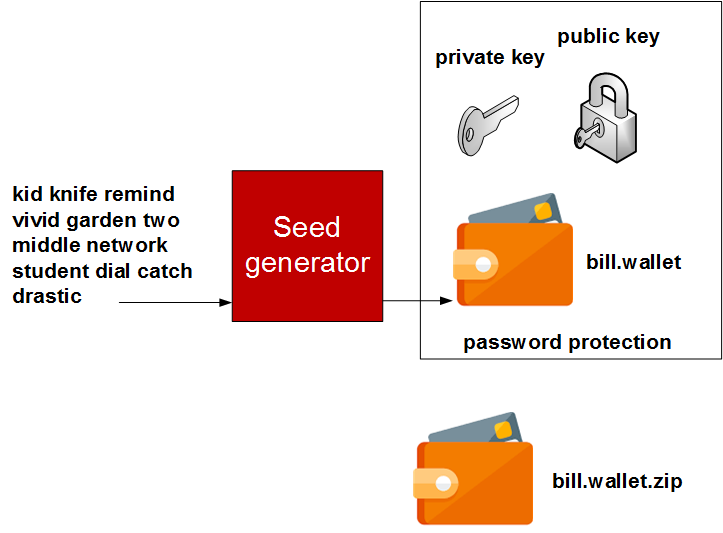 public key
private key
kid knife remind
vivid garden two
middle network
student dial catch
drastic
Seed
generator
bill.wallet
password protection
bill.wallet.zip